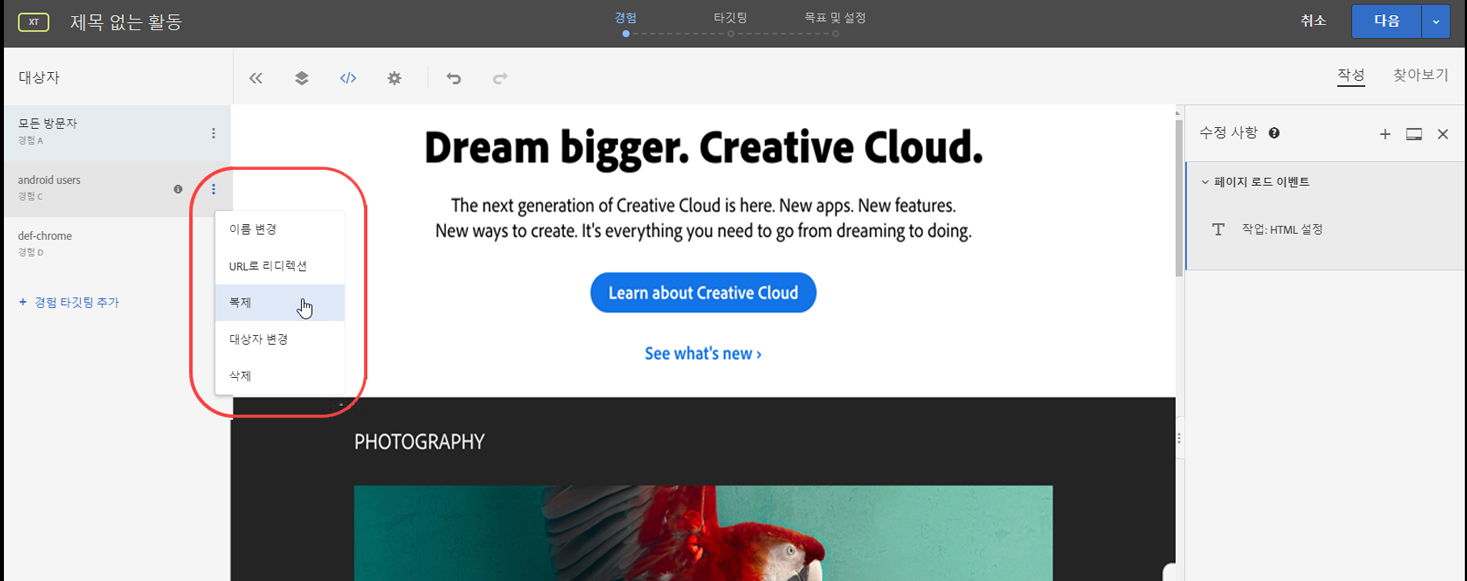 XT 제목 없는 활동
경험 타깃팅 목표 및 설정
취소 다음
대상자
작성 찾아보기
모든 방문자
경험 A
android users
경험 C
def-chrome
경험 D
+ 경험 타깃팅 추가
이름 변경
URL로 리디렉션
복제
대상자 변경
삭제
Dream bigger. Creative Cloud.
The next generation of Creative Cloud is here. New apps. New features.
New ways to create. It's everything you need to go from dreaming to doing.
Learn about Creative Cloud
See what's new ›
PHOTOGRAPHY
수정 사항
페이지 로드 이벤트
작업: HTML 설정